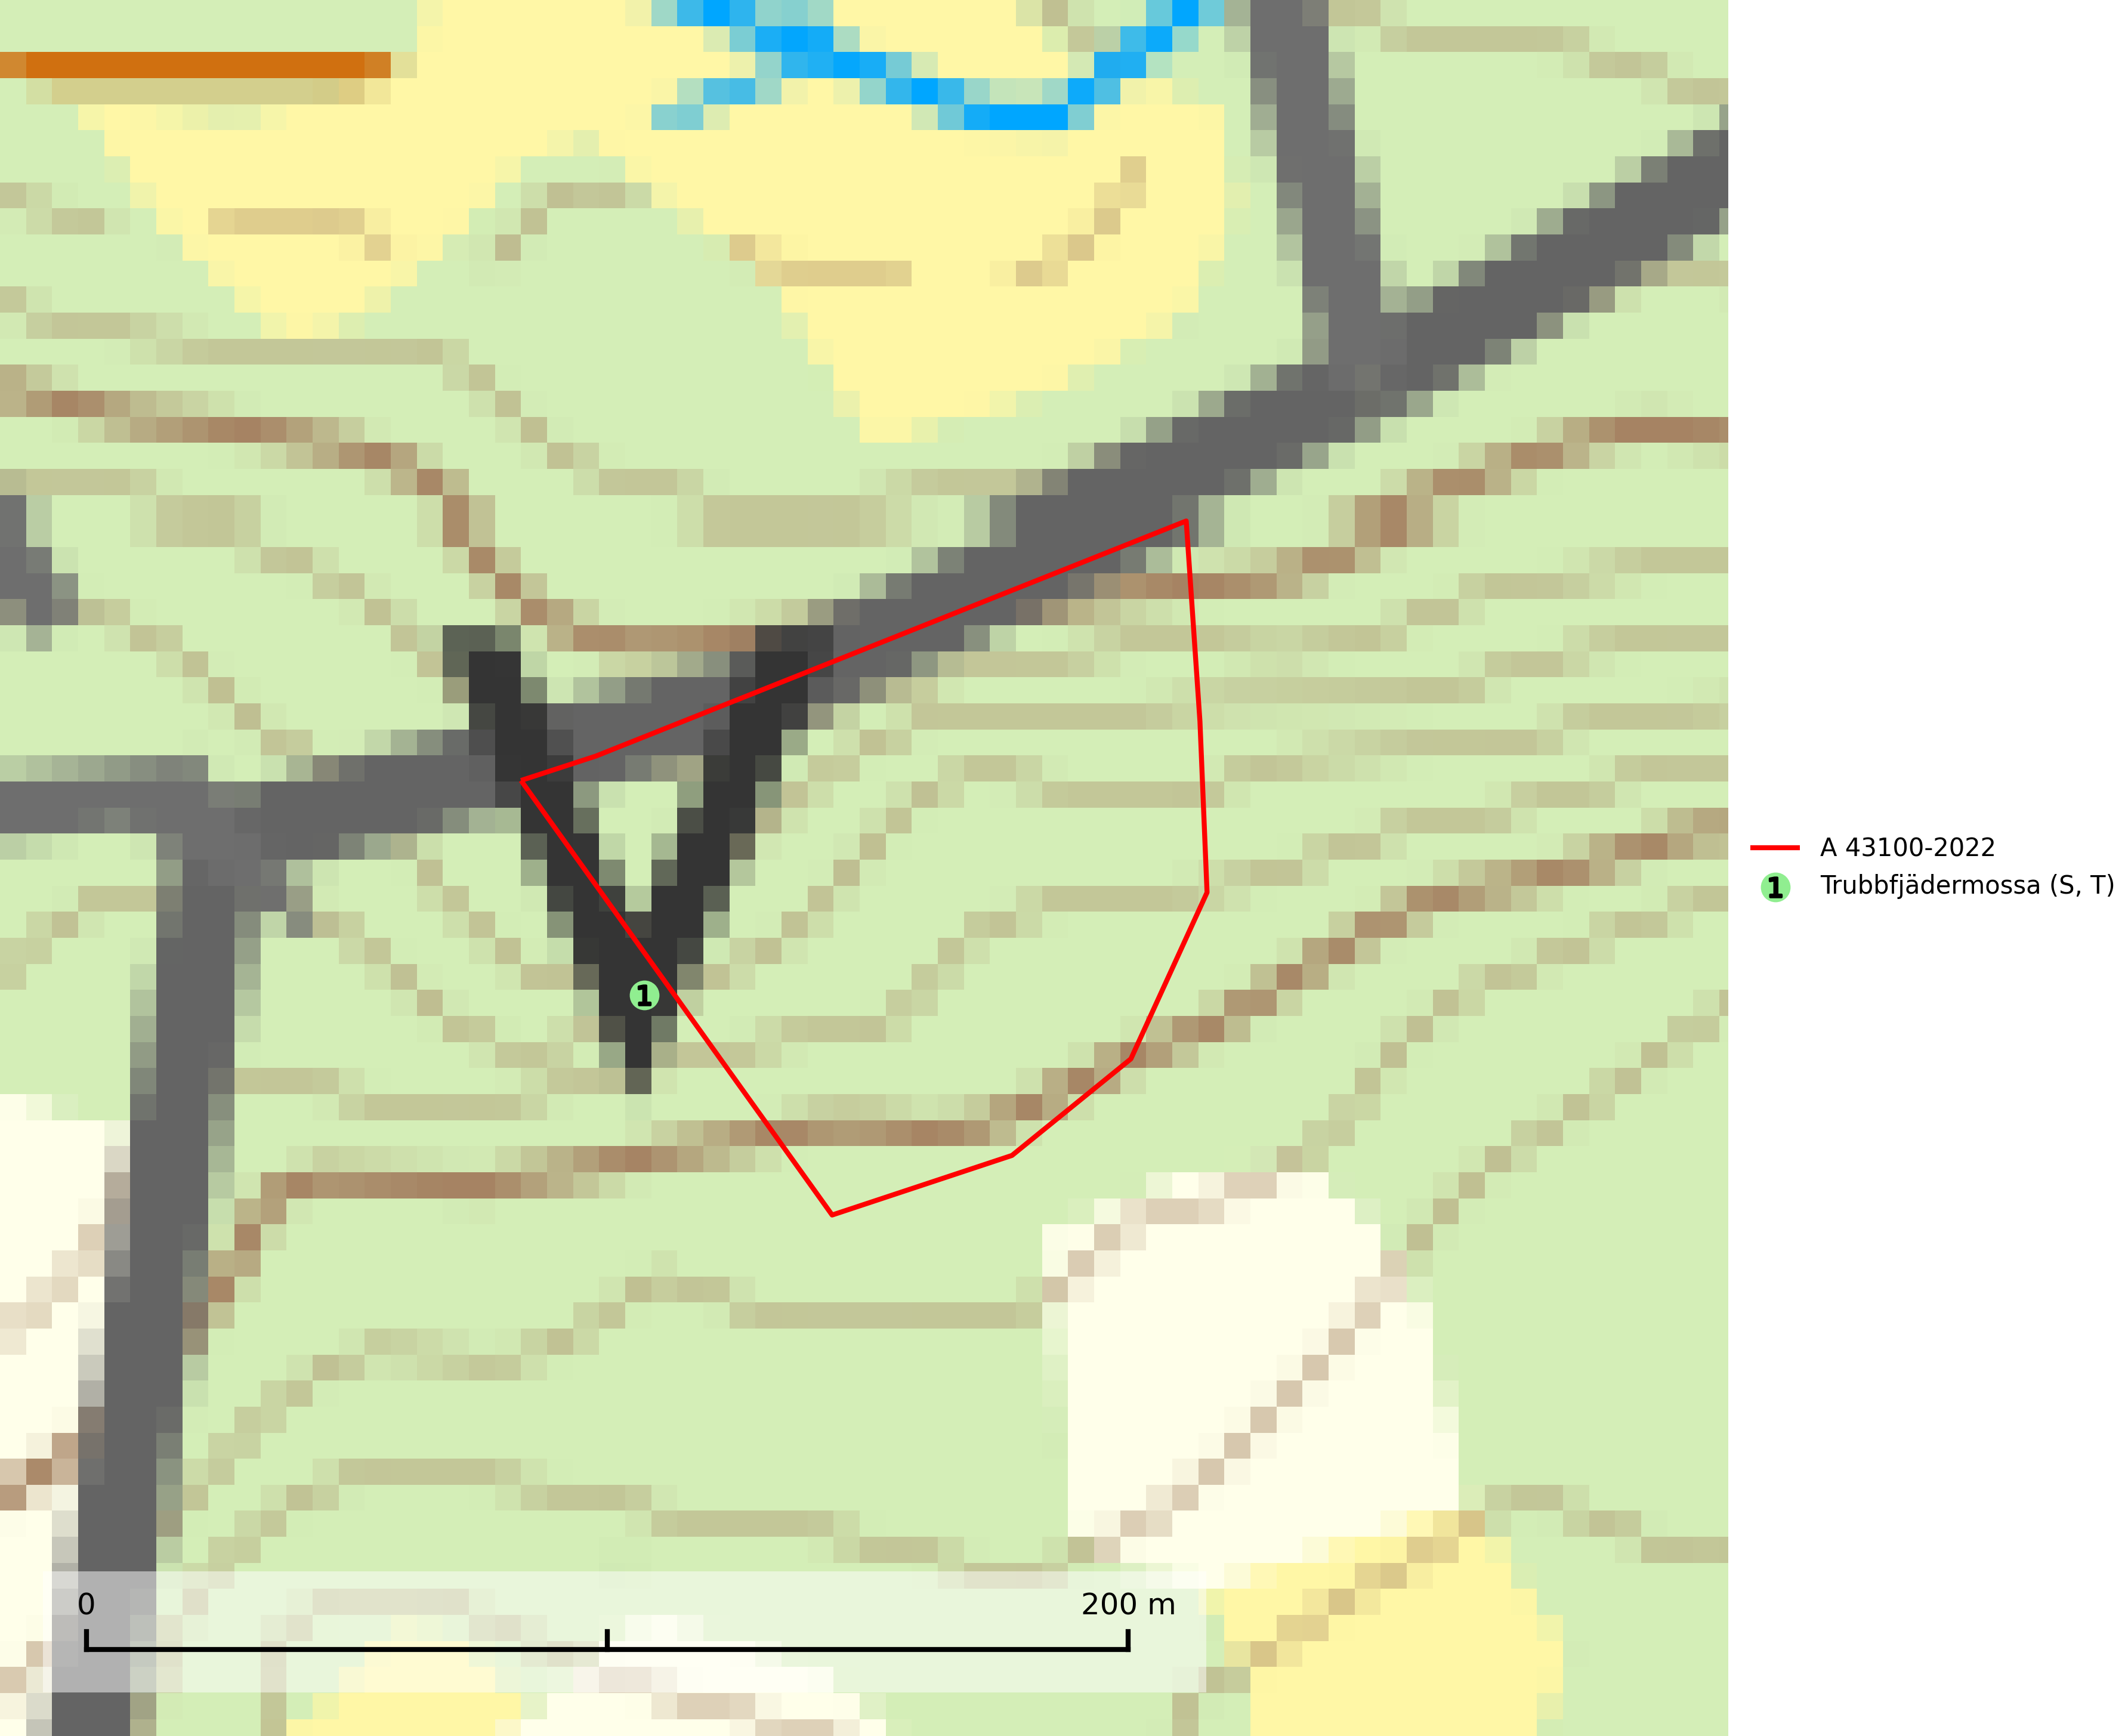 A 43100-2022
1 Trubbfjädermossa (S, T)
1
0 200 m